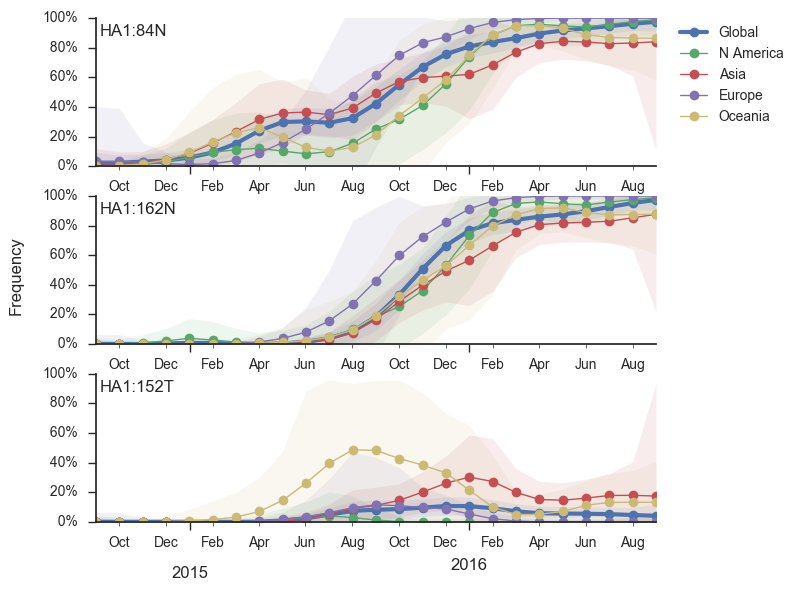 HA1:84N
100%
80%
60%
40%
20%
0%
Oct Dec Feb Apr Jun Aug Oct Dec Feb Apr Jun Aug
Global
N America
Asia
Europe
Oceania
HA1:162N
100%
80%
60%
40%
20%
0%
Oct Dec Feb Apr Jun Aug Oct Dec Feb Apr Jun Aug
Frequency
HA1:152T
100%
80%
60%
40%
20%
0%
Oct Dec Feb Apr Jun Aug Oct Dec Feb Apr Jun Aug
2015 2016